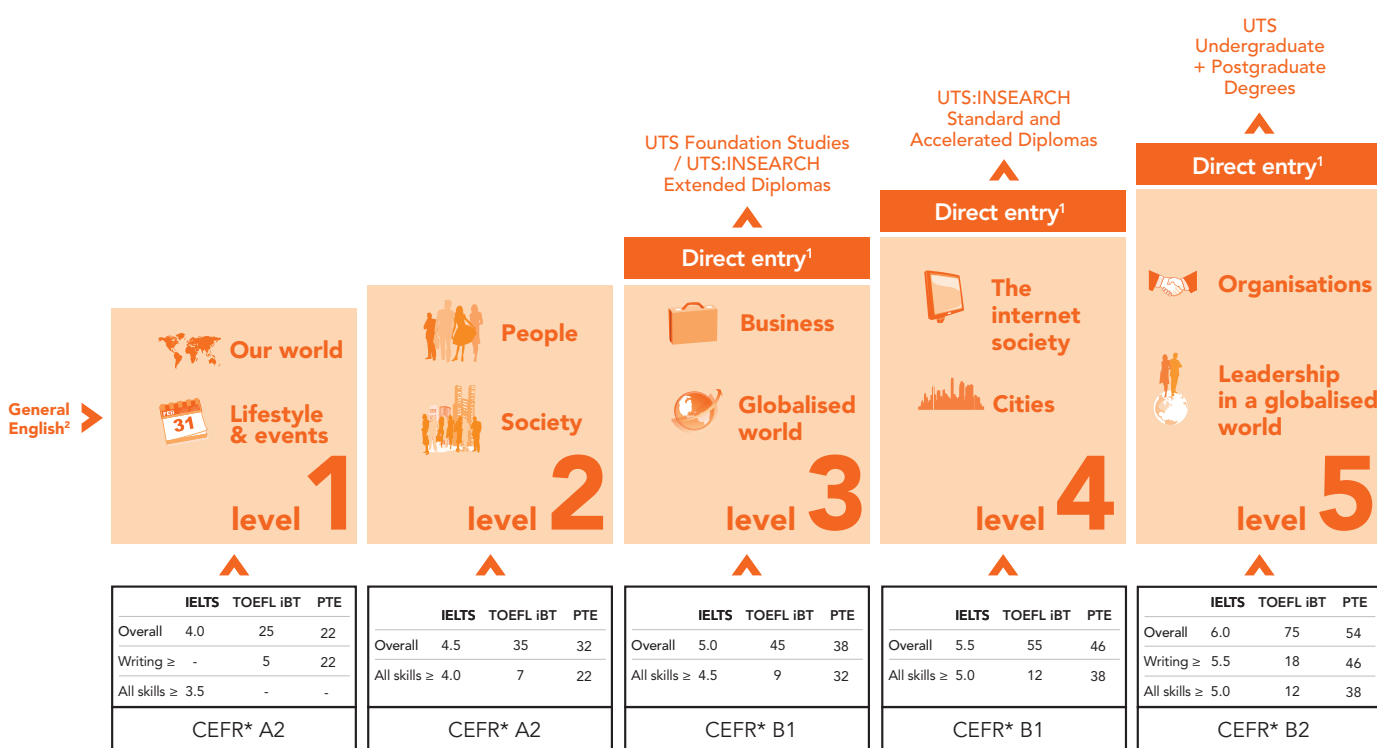 UTS
Undergraduate
+ Postgraduate
Degrees
UTS:INSEARCH
Standard and
Accelerated Diplomas
UTS Foundation Studies
/ UTS:INSEARCH
Extended Diplomas
Direct entry¹
Direct entry¹
Direct entry¹
General
English²
Our world
FEB
31
Lifestyle
& events
level 1
People
Society
level 2
Business
Globalised
world
level 3
The
internet
society
Cities
level 4
Organisations
Leadership
in a globalised
world
level 5
IELTS TOEFL iBT PTE
Overall 4.0 25 22
Writing ≥ - 5 22
All skills ≥ 3.5 - -
CEFR* A2
IELTS TOEFL iBT PTE
Overall 4.5 35 32
All skills ≥ 4.0 7 22
CEFR* A2
IELTS TOEFL iBT PTE
Overall 5.0 45 38
All skills ≥ 4.5 9 32
CEFR* B1
IELTS TOEFL iBT PTE
Overall 5.5 55 46
All skills ≥ 5.0 12 38
CEFR* B1
IELTS TOEFL iBT PTE
Overall 6.0 75 54
Writing ≥ 5.5 18 46
All skills ≥ 5.0 12 38
CEFR* B2